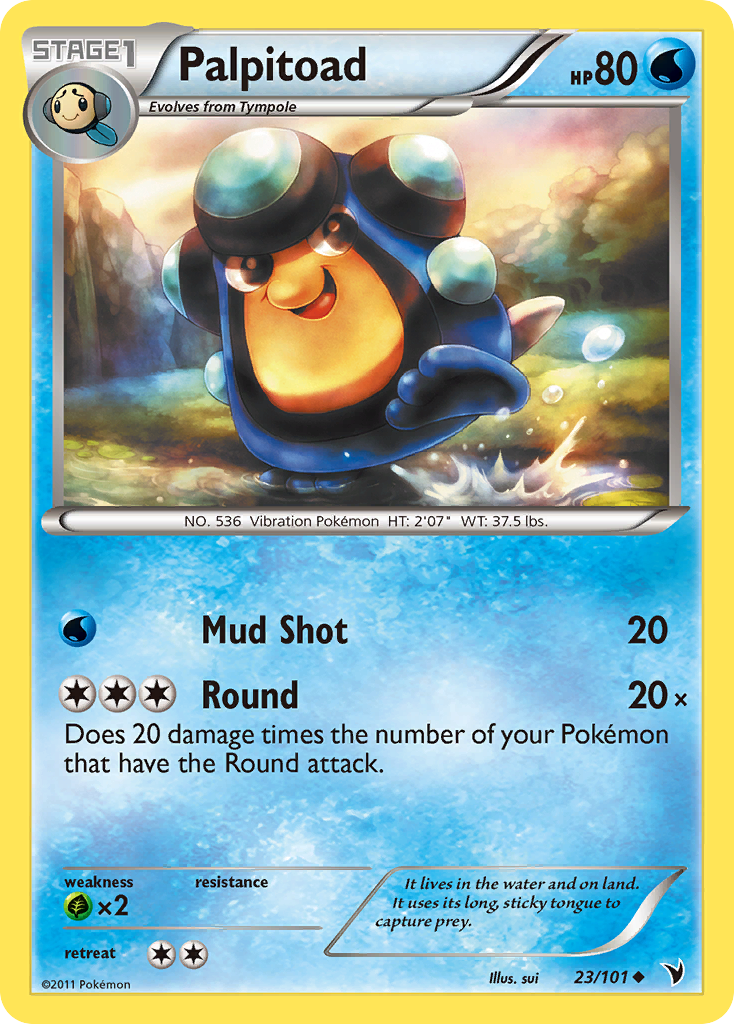 STAGE1
Palpitoad
HP80
Evolves from Tympole
NO. 536 Vibration Pokémon HT: 2'07" WT: 37.5 lbs.
Mud Shot 20
Round 20×
Does 20 damage times the number of your Pokémon
that have the Round attack.
weakness resistance
×2
It lives in the water and on land.
It uses its long, sticky tongue to
capture prey.
retreat
©2011 Pokémon
Illus. sui 23/101